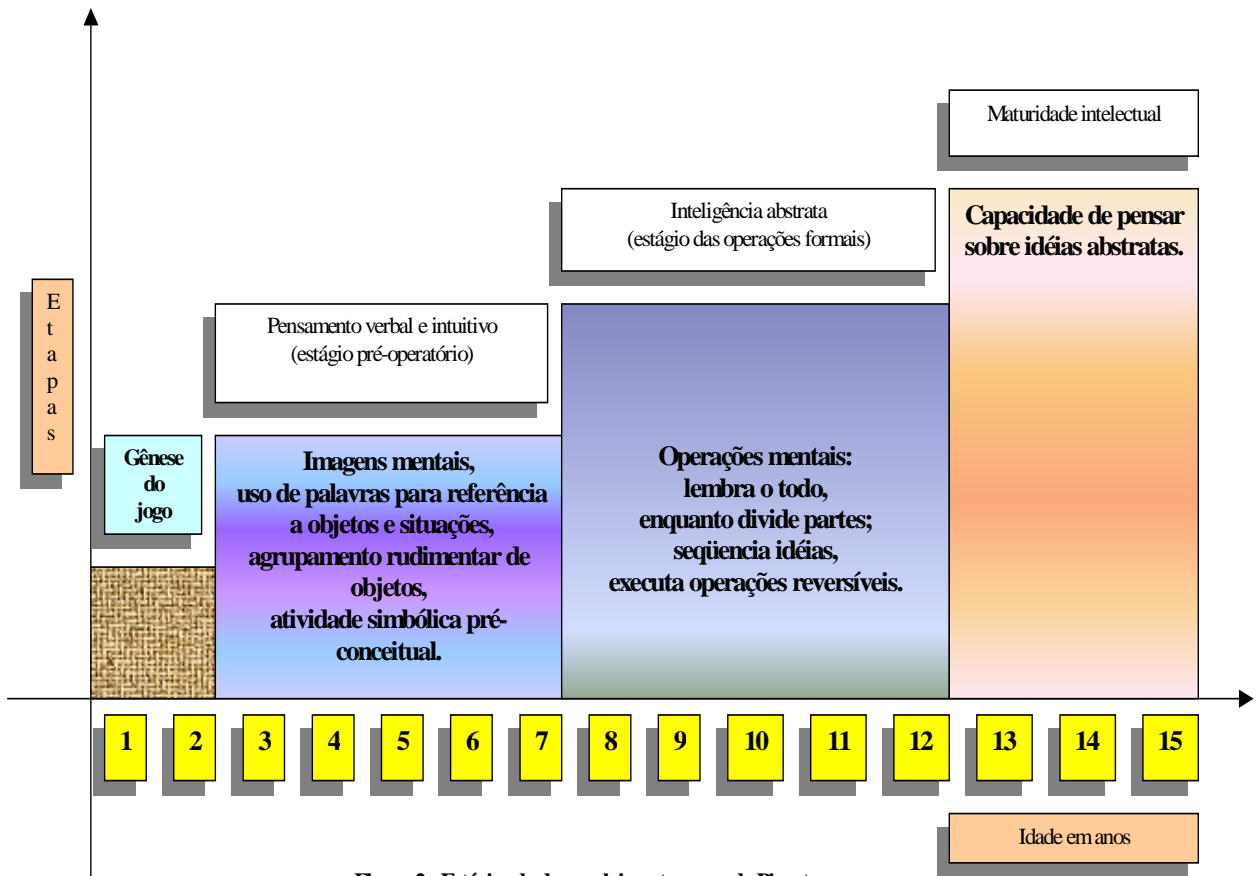 Maturidade intelectual
Capacidade de pensar
sobre idéias abstratas.
Inteligência abstrata
(estágio das operações formais)
Operações mentais:
lembra o todo,
enquanto divide partes;
seqüencia idéias,
executa operações reversíveis.
Pensamento verbal e intuitivo
(estágio pré-operatório)
Imagens mentais,
uso de palavras para referência
a objetos e situações,
agrupamento rudimentar de
objetos,
atividade simbólica pré-
conceitual.
Etapas
Gênese
do
jogo
1 2 3 4 5 6 7 8 9 10 11 12 13 14 15
Idade em anos